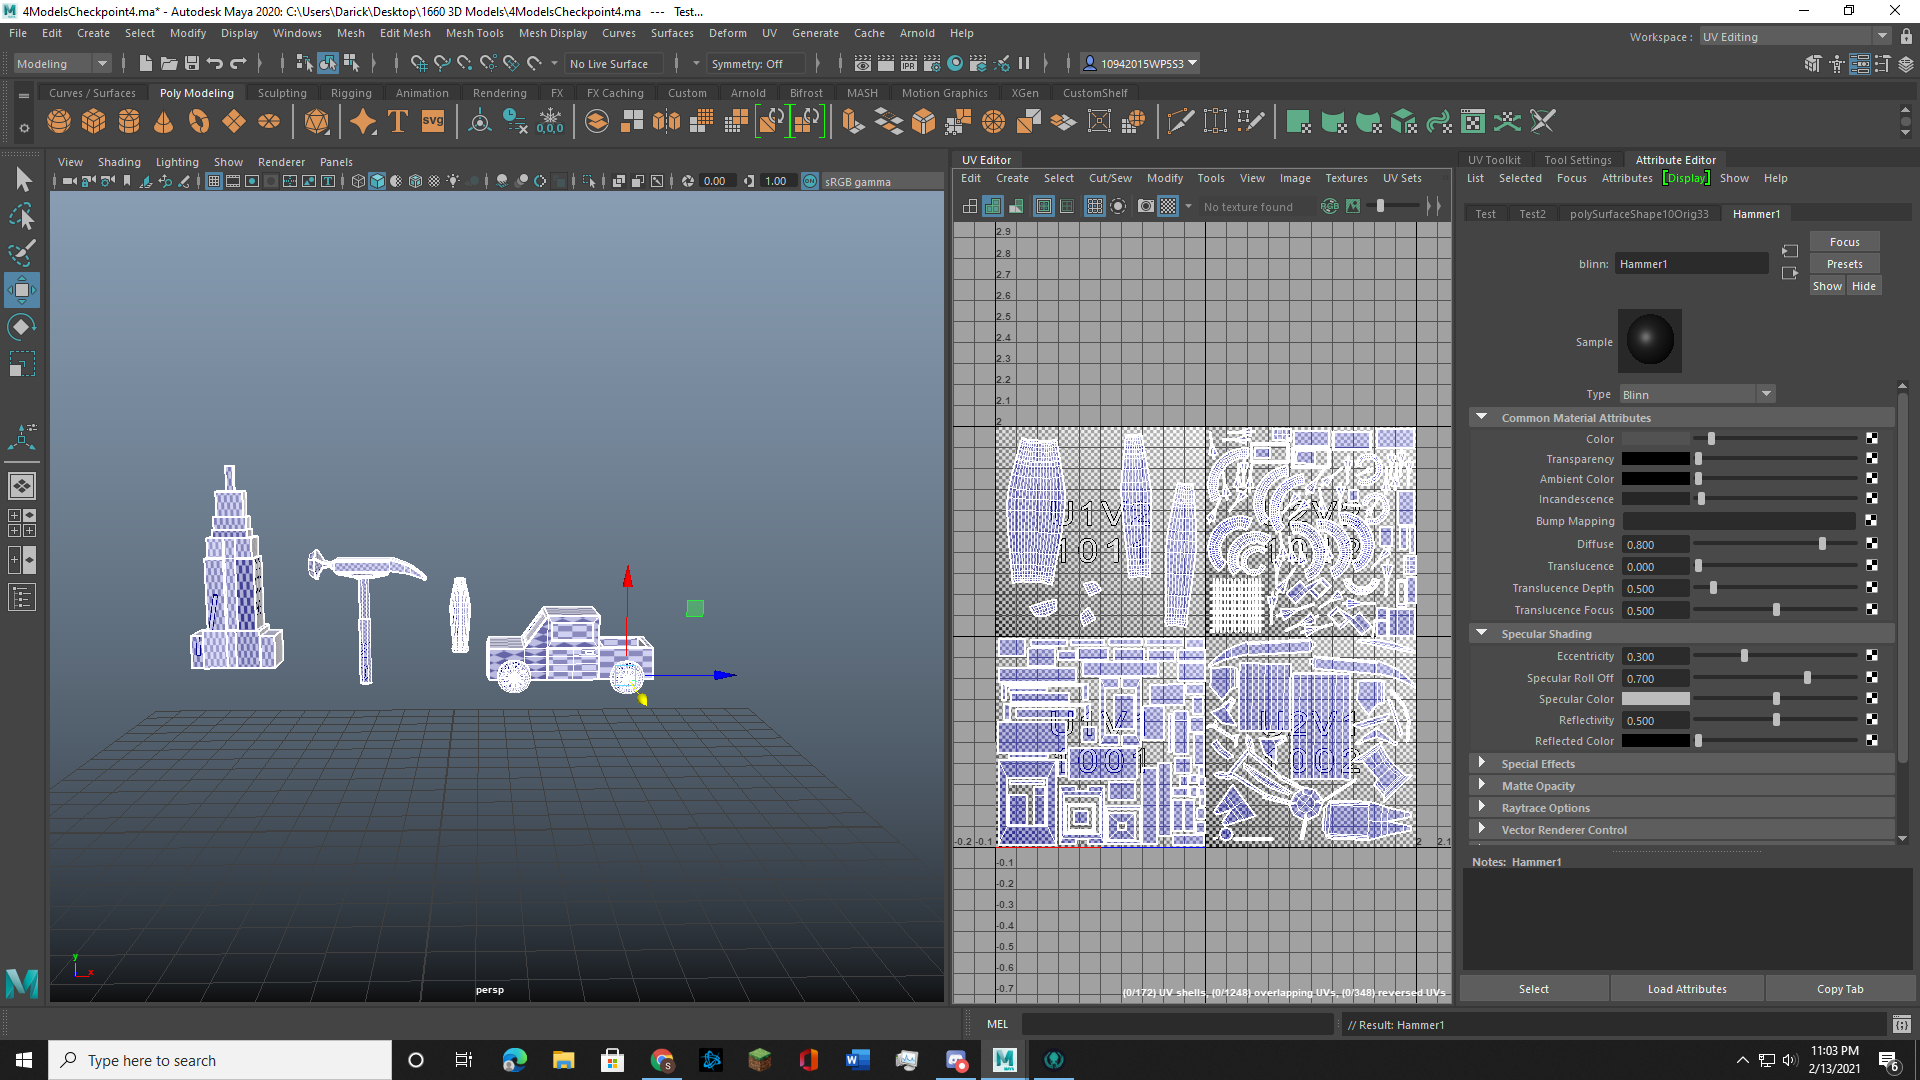 4ModelsCheckpoint4.ma* - Autodesk Maya 2020: C:\Users\Darick\Desktop\1660 3D Models\4ModelsCheckpoint4.ma --- Test...
File Edit Create Select Modify Display Windows Mesh Edit Mesh Mesh Tools Mesh Display Curves Surfaces Deform UV Generate Cache Arnold Help
Workspace : UV Editing
Modeling No Live Surface Symmetry: Off 10942015WP5S3
Curves / Surfaces Poly Modeling Sculpting Rigging Animation Rendering FX FX Caching Custom Arnold Bifrost MASH Motion Graphics XGen CustomShelf
View Shading Lighting Show Renderer Panels
0.00 1.00 sRGB gamma
persp
UV Editor
Edit Create Select Cut/Sew Modify Tools View Image Textures UV Sets
No texture found
2.9
2.8
2.7
2.6
2.5
2.4
2.3
2.2
2.1
2
-0.2 -0.1 2 2.1
-0.1
-0.2
-0.3
-0.4
-0.5
-0.6
-0.7
(0/172) UV shells, (0/1248) overlapping UVs, (0/348) reversed UVs
UV Toolkit Tool Settings Attribute Editor
List Selected Focus Attributes Display Show Help
Test Test2 polySurfaceShape10Orig33 Hammer1
blinn: Hammer1
Focus
Presets
Show Hide
Sample
Type Blinn
Common Material Attributes
Color
Transparency
Ambient Color
Incandescence
Bump Mapping
Diffuse 0.800
Translucence 0.000
Translucence Depth 0.500
Translucence Focus 0.500
Specular Shading
Eccentricity 0.300
Specular Roll Off 0.700
Specular Color
Reflectivity 0.500
Reflected Color
Special Effects
Matte Opacity
Raytrace Options
Vector Renderer Control
Notes: Hammer1
Select Load Attributes Copy Tab
MEL // Result: Hammer1
Type here to search
11:03 PM
2/13/2021
6